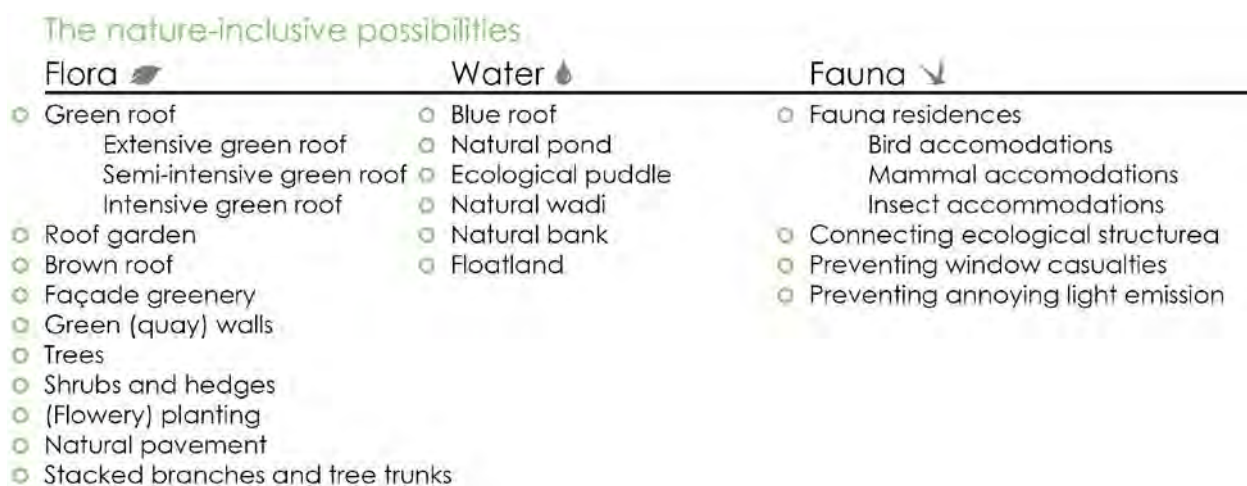 The nature-inclusive possibilities
Flora
Green roof
Extensive green roof
Semi-intensive green roof
Intensive green roof
Roof garden
Brown roof
Façade greenery
Green (quay) walls
Trees
Shrubs and hedges
(Flowery) planting
Natural pavement
Stacked branches and tree trunks
Water
Blue roof
Natural pond
Ecological puddle
Natural wadi
Natural bank
Floatland
Fauna
Fauna residences
Bird accomodations
Mammal accomodations
Insect accommodations
Connecting ecological structurea
Preventing window casualties
Preventing annoying light emission